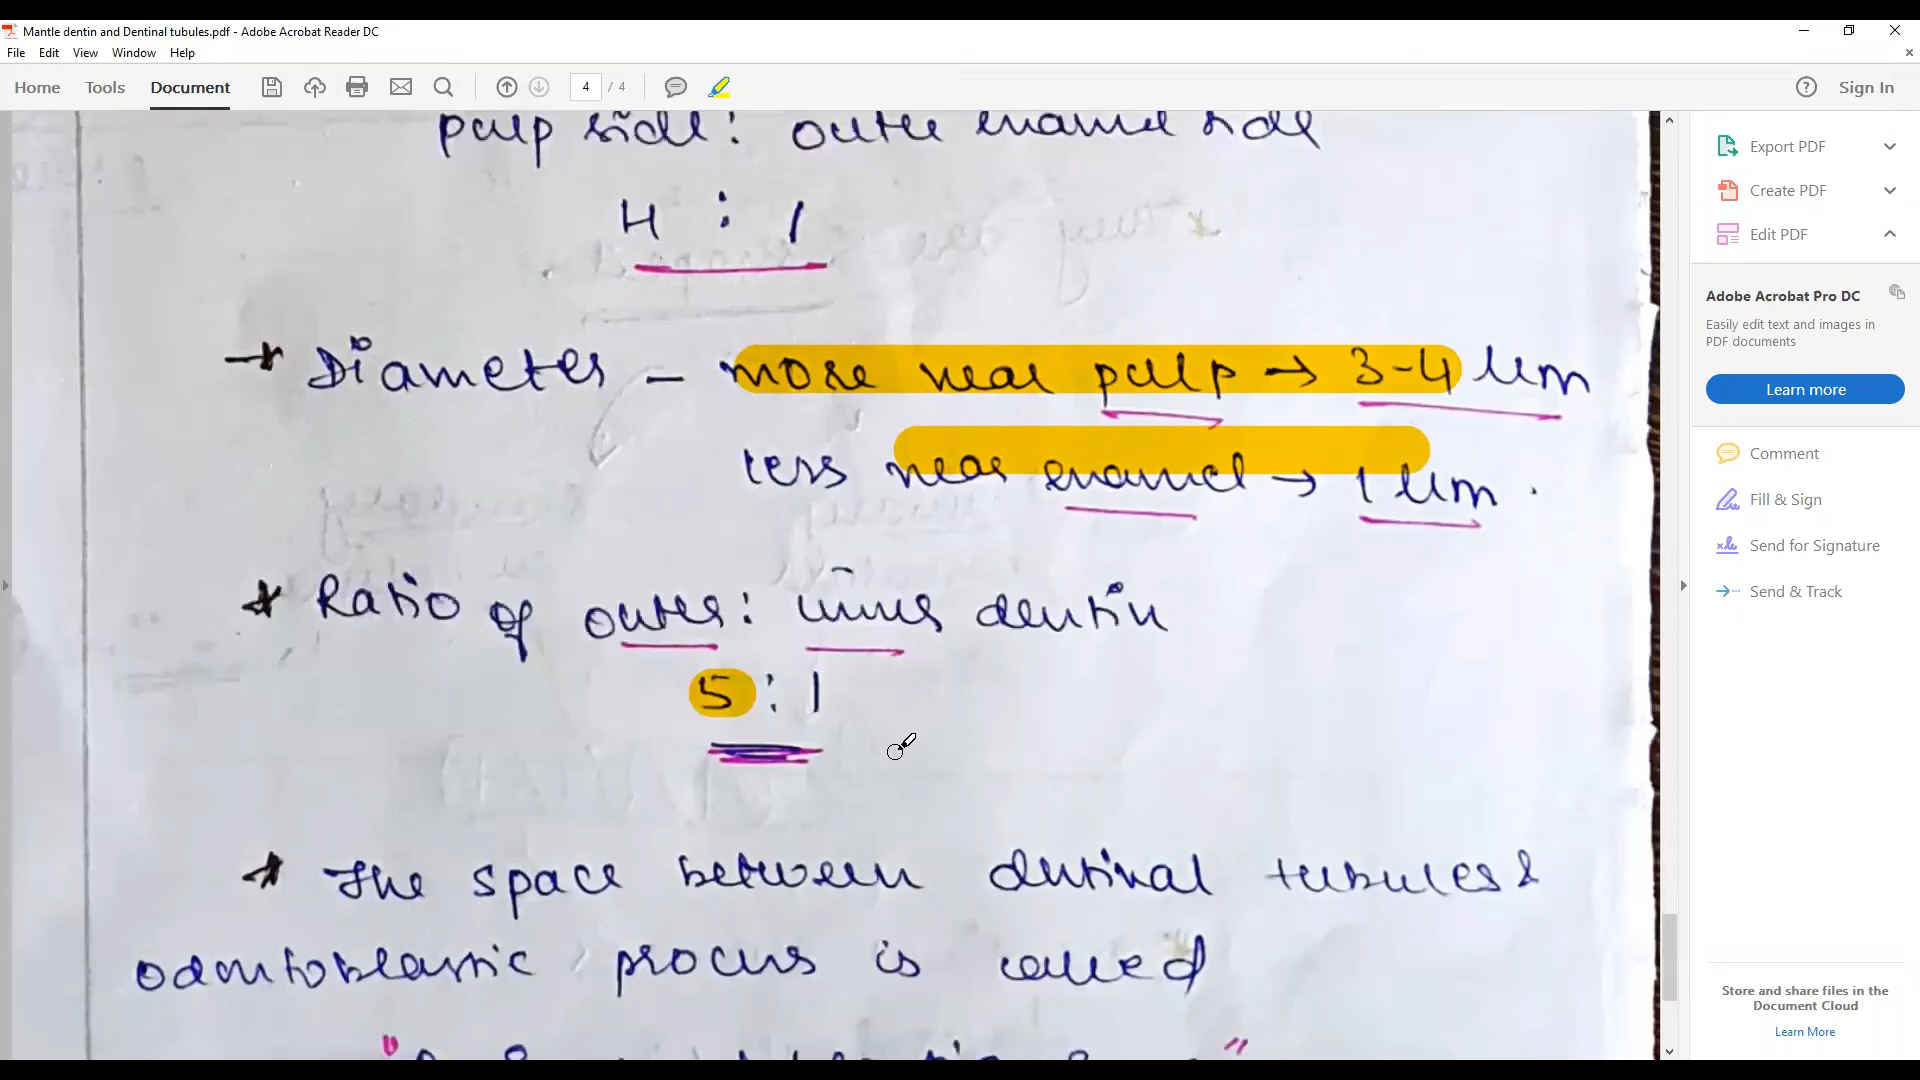 Mantle dentin and Dentinal tubules.pdf - Adobe Acrobat Reader DC
File Edit View Window Help
Home Tools Document 4 / 4 Sign In
pulp side : outer enamel side
4 : 1
→ Diameter – more near pulp → 3-4 um
less near enamel → 1 um .
* Ratio of outer : inner dentin
5 : 1
* The space between dentinal tubules &
odontoblastic process is called
Export PDF
Create PDF
Edit PDF
Adobe Acrobat Pro DC
Easily edit text and images in
PDF documents
Learn more
Comment
Fill & Sign
Send for Signature
Send & Track
Store and share files in the
Document Cloud
Learn More